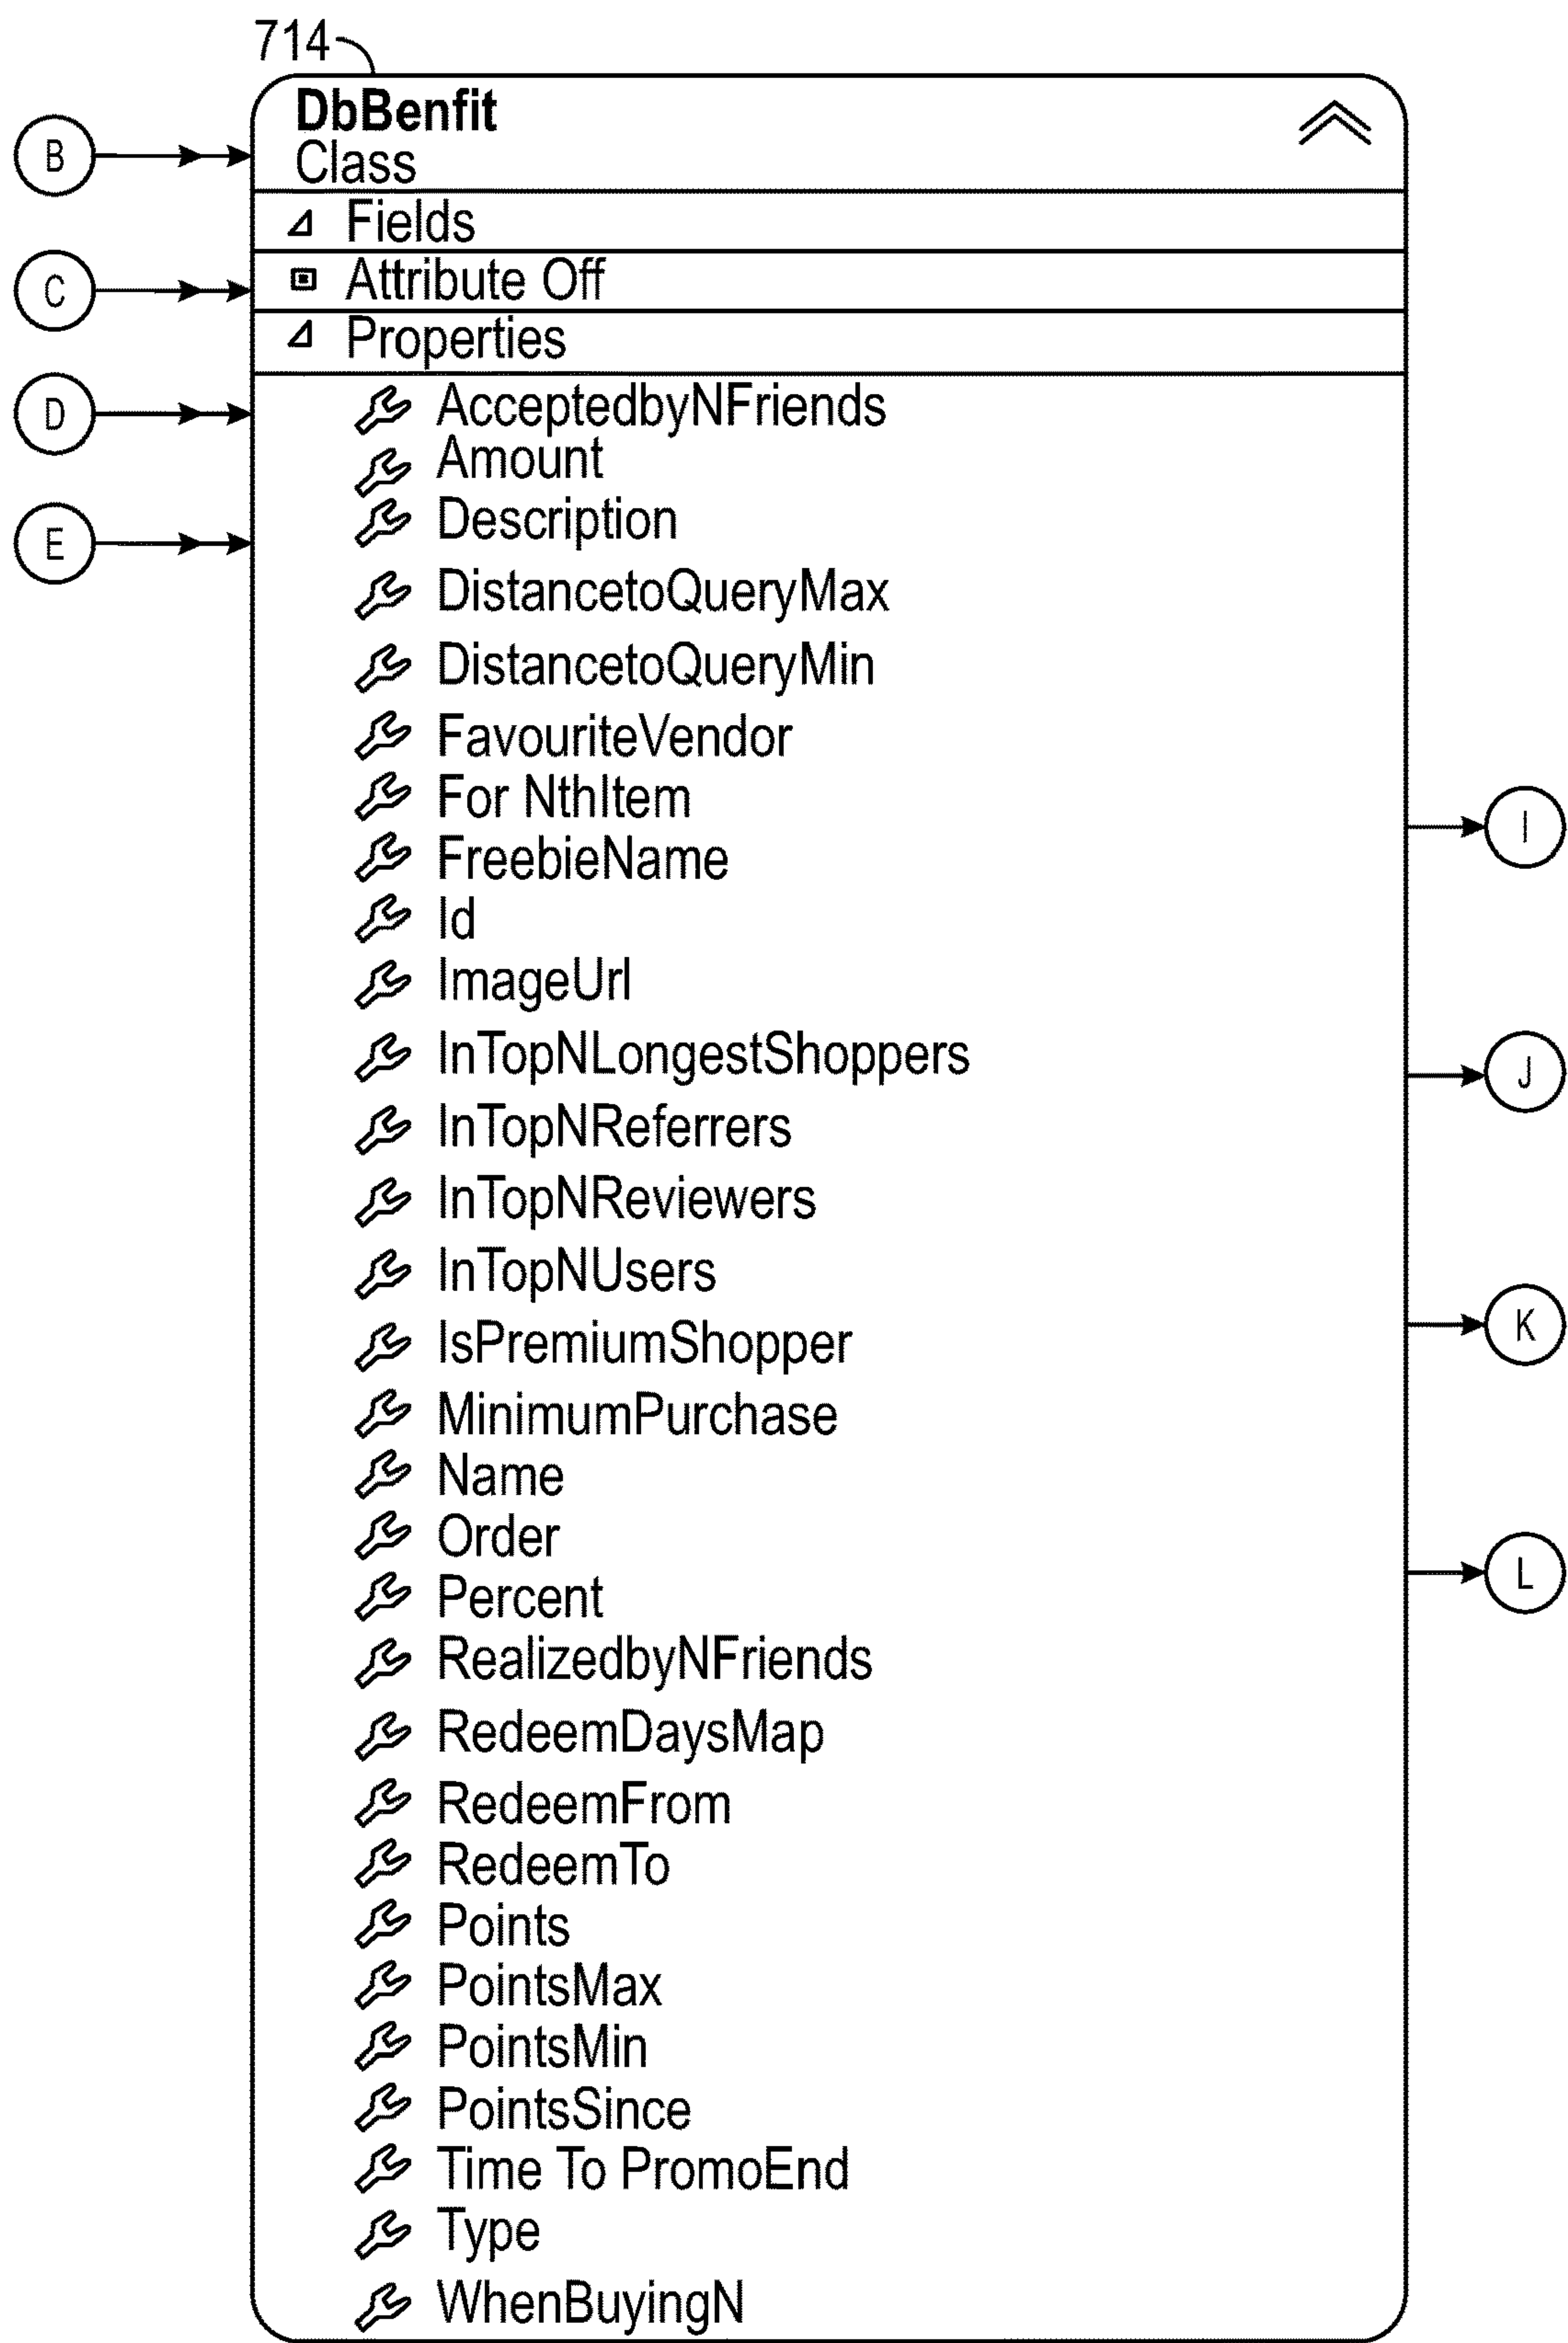 714
DbBenfit
B
Class
Fields
C
Attribute Off
Properties
D
AcceptedbyNFriends
Amount
Description
E
DistancetoQueryMax
DistancetoQueryMin
FavouriteVendor
For NthItem
I
FreebieName
Id
ImageUrl
InTopNLongestShoppers
J
InTopNReferrers
InTopNReviewers
InTopNUsers
K
IsPremiumShopper
MinimumPurchase
Name
Order
L
Percent
RealizedbyNFriends
RedeemDaysMap
RedeemFrom
RedeemTo
Points
PointsMax
PointsMin
PointsSince
Time To PromoEnd
Type
WhenBuyingN